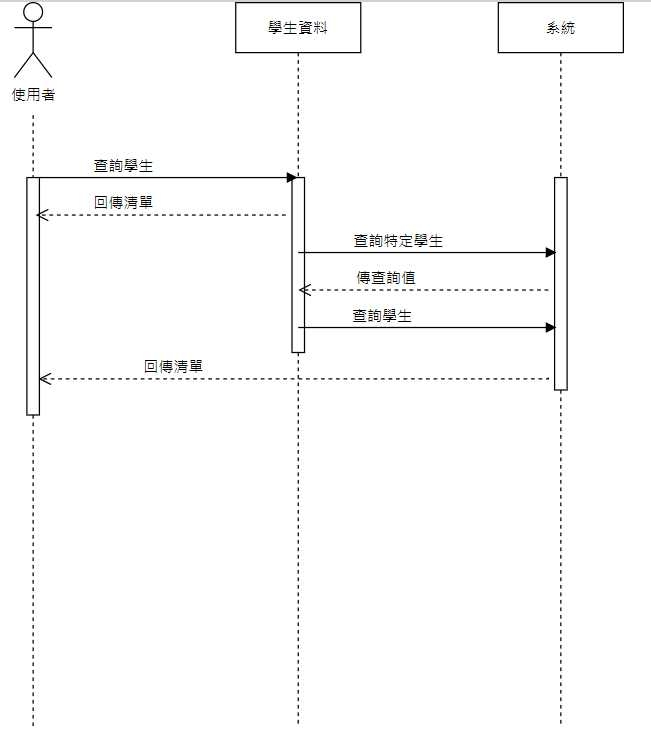 學生資料
系統
使用者
查詢學生
回傳清單
查詢特定學生
傳查詢值
查詢學生
回傳清單